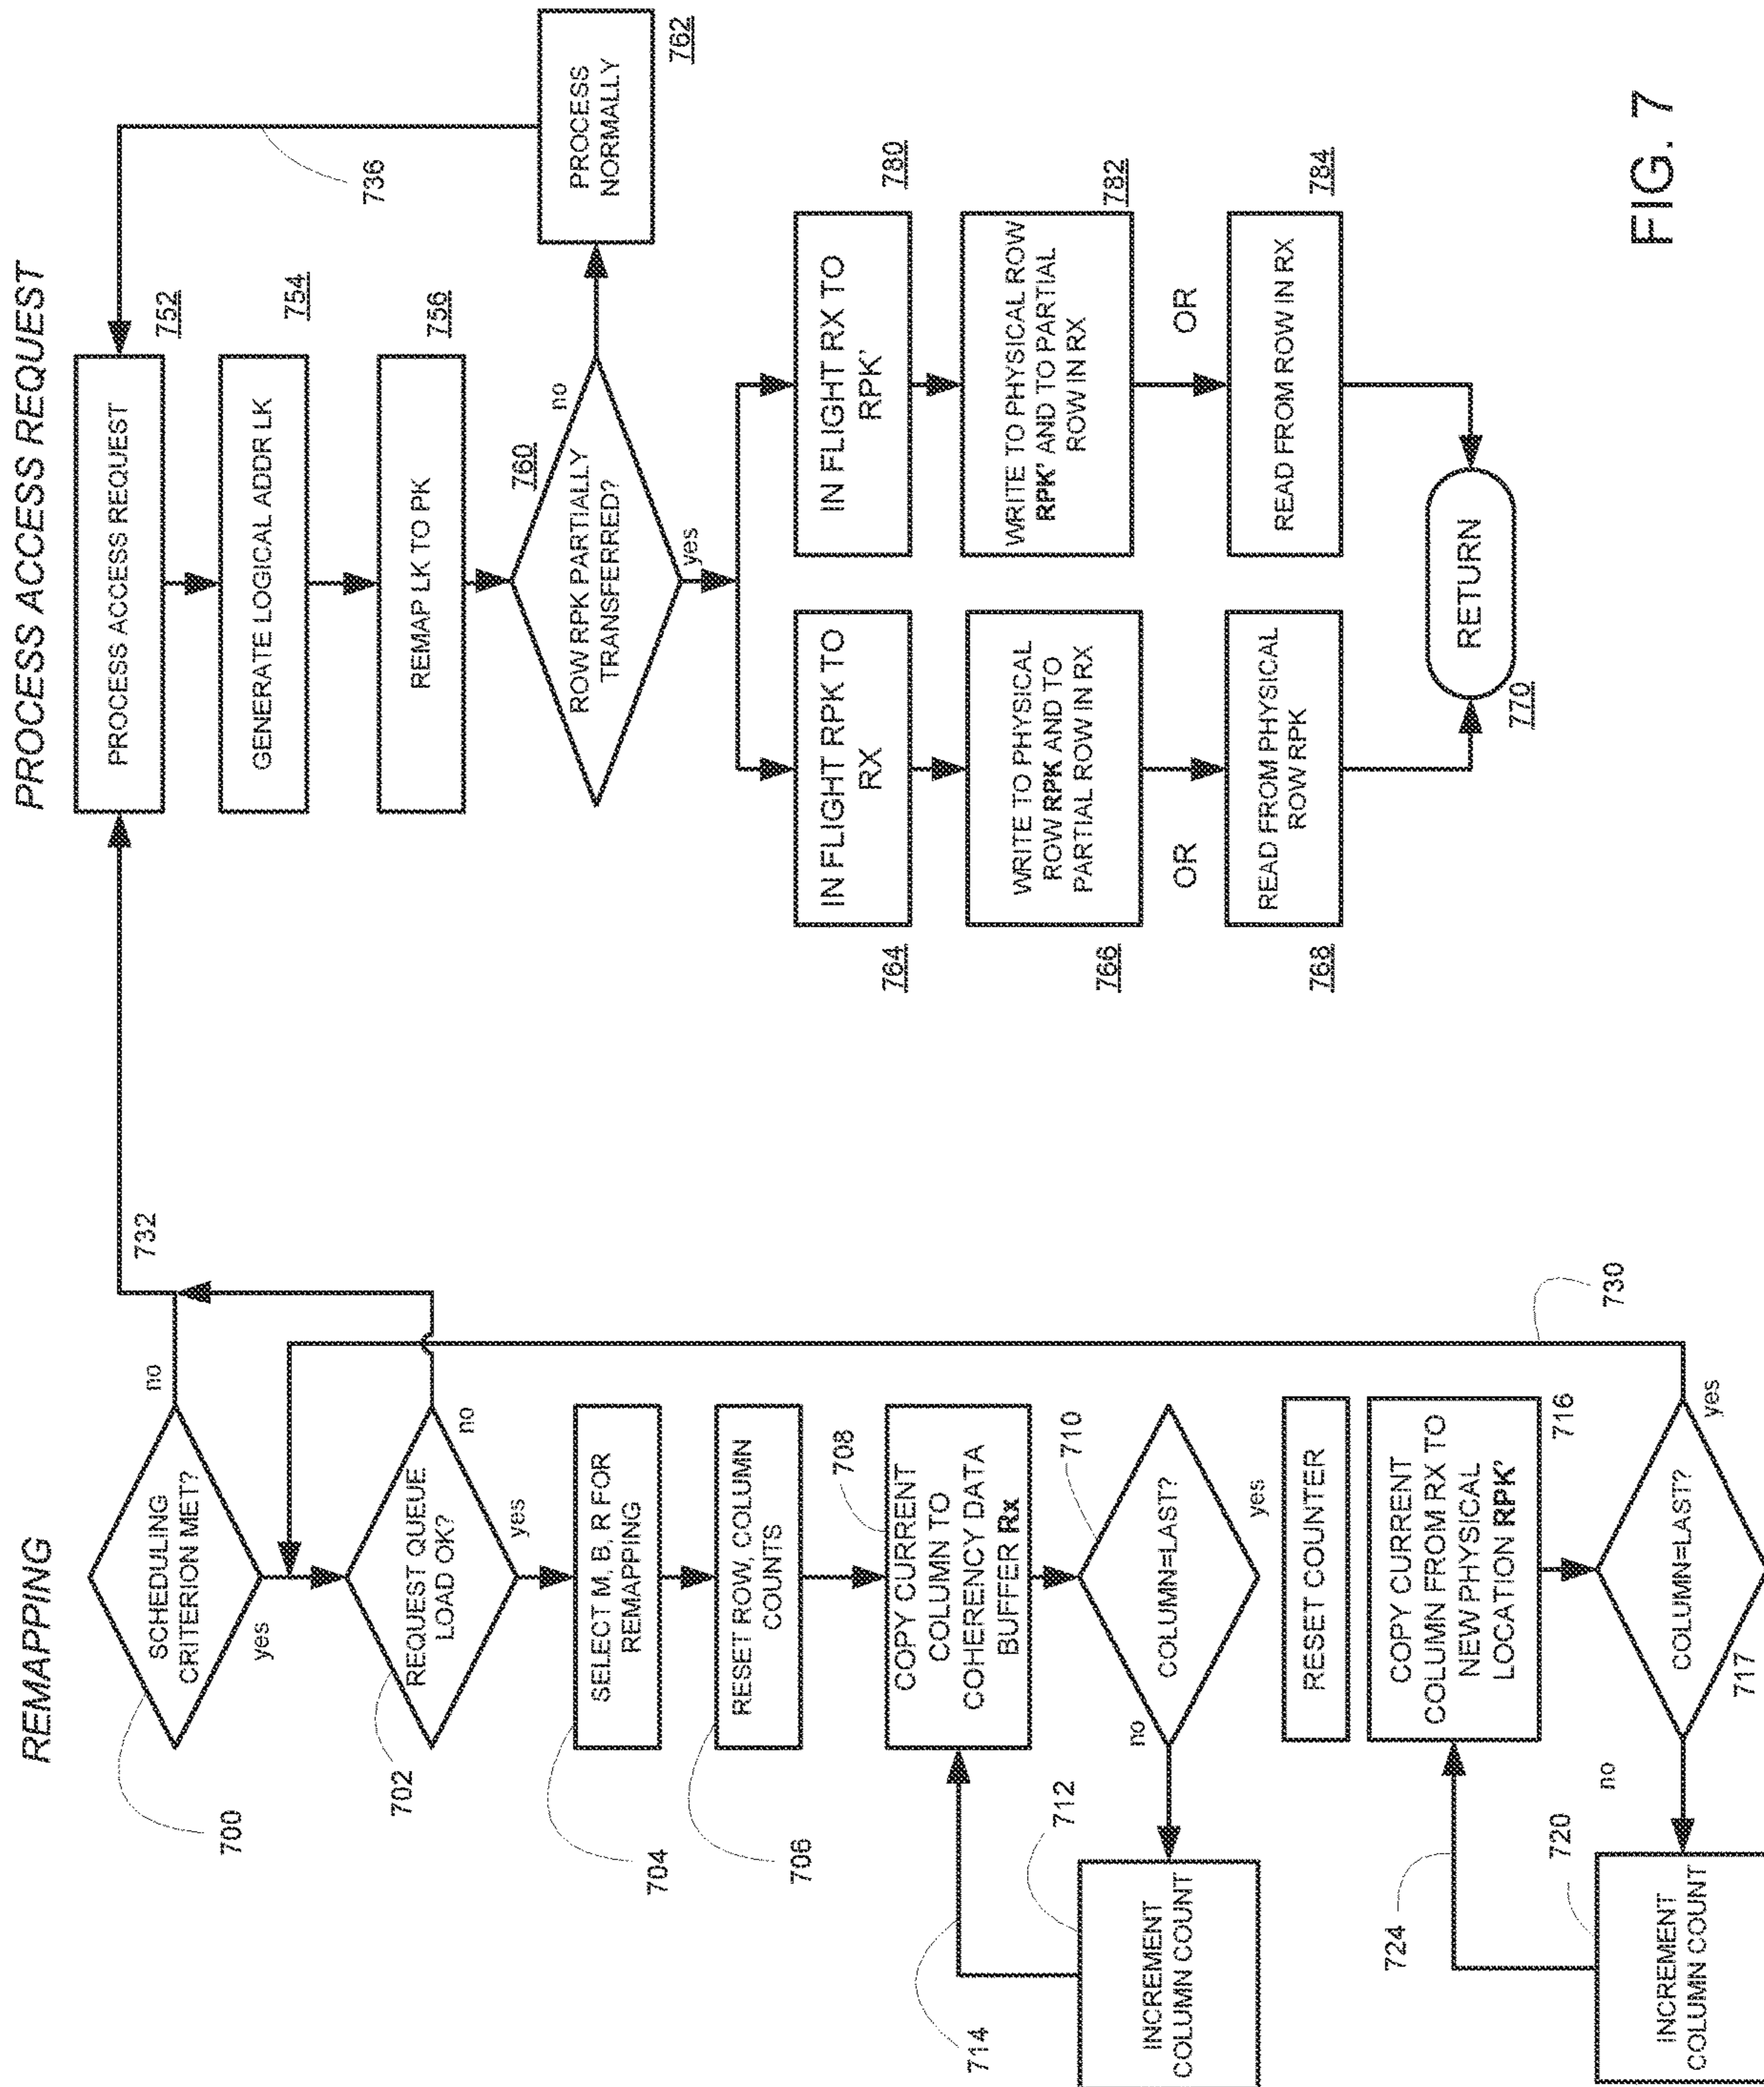 REMAPPING
SCHEDULING
CRITERION MET?
700
no
yes
732
REQUEST QUEUE
LOAD OK?
702
no
yes
SELECT M, B, R FOR
REMAPPING
704
RESET ROW, COLUMN
COUNTS
706
COPY CURRENT
COLUMN TO
COHERENCY DATA
BUFFER Rx
708
COLUMN=LAST?
710
no
yes
INCREMENT
COLUMN COUNT
712
714
RESET COUNTER
COPY CURRENT
COLUMN FROM RX TO
NEW PHYSICAL
LOCATION RPK'
716
COLUMN=LAST?
717
no
yes
INCREMENT
COLUMN COUNT
720
724
730
PROCESS ACCESS REQUEST
PROCESS ACCESS REQUEST
752
GENERATE LOGICAL ADDR LK
754
REMAP LK TO PK
756
ROW RPK PARTIALLY
TRANSFERRED?
760
no
yes
PROCESS
NORMALLY
762
736
IN FLIGHT RPK TO
RX
764
WRITE TO PHYSICAL
ROW RPK AND TO
PARTIAL ROW IN RX
766
OR
READ FROM PHYSICAL
ROW RPK
768
IN FLIGHT RX TO
RPK'
780
WRITE TO PHYSICAL ROW
RPK' AND TO PARTIAL
ROW IN RX
782
OR
READ FROM ROW IN RX
784
RETURN
770
FIG. 7